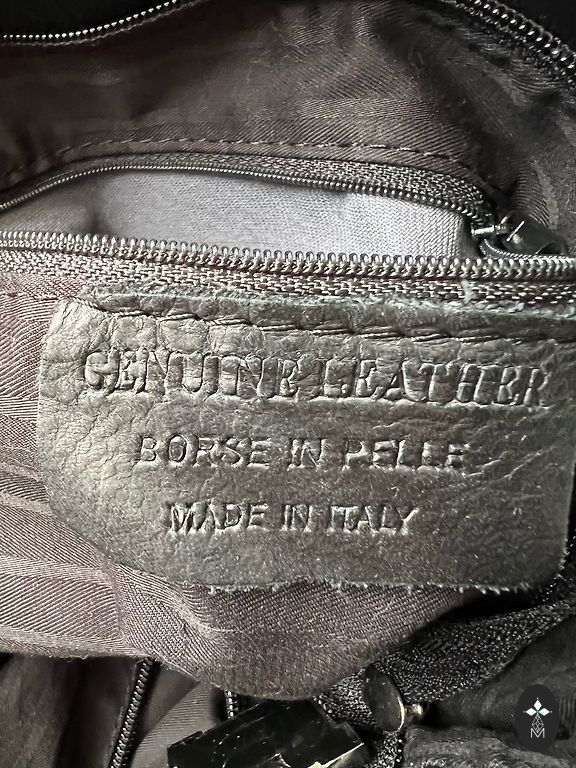 GENUINE LEATHER
BORSE IN PELLE
MADE IN ITALY
M